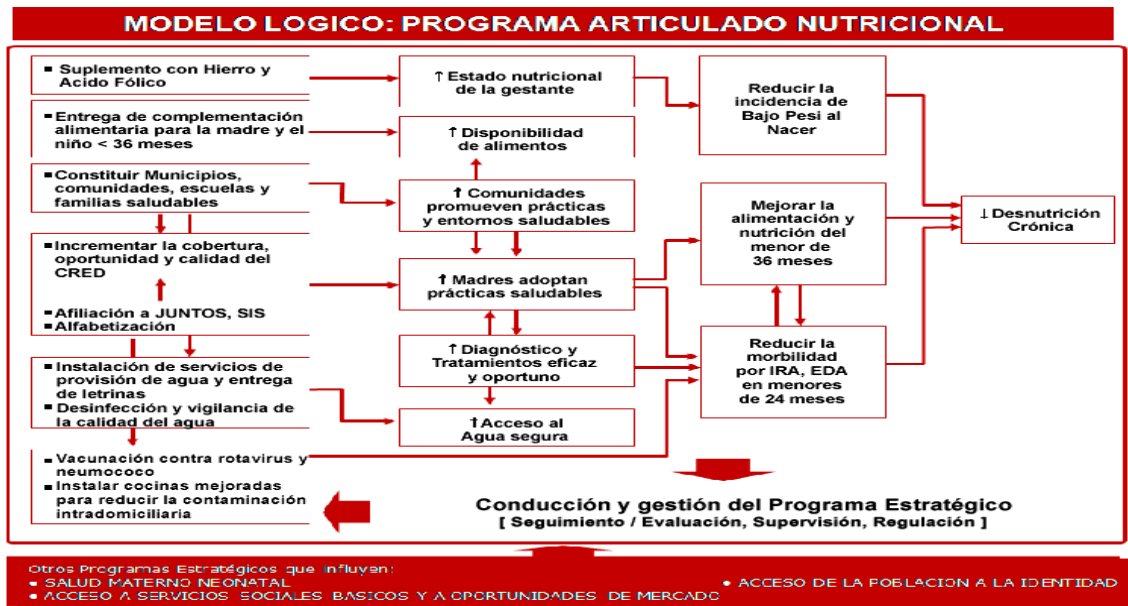 MODELO LOGICO: PROGRAMA ARTICULADO NUTRICIONAL
▪ Suplemento con Hierro y
Acido Fólico
▪ Entrega de complementación
alimentaria para la madre y el
niño < 36 meses
▪ Constituir Municipios,
comunidades, escuelas y
familias saludables
▪ Incrementar la cobertura,
oportunidad y calidad del
CRED
▪ Afiliación a JUNTOS, SIS
▪ Alfabetización
▪ Instalación de servicios de
provisión de agua y entrega
de letrinas
▪ Desinfección y vigilancia de
la calidad del agua
▪ Vacunación contra rotavirus y
neumococo
▪ Instalar cocinas mejoradas
para reducir la contaminación
intradomiciliaria
↑ Estado nutricional
de la gestante
↑ Disponibilidad
de alimentos
↑ Comunidades
promueven prácticas
y entornos saludables
↑ Madres adoptan
prácticas saludables
↑ Diagnóstico y
Tratamientos eficaz
y oportuno
↑ Acceso al
Agua segura
Reducir la
incidencia de
Bajo Pesi al
Nacer
Mejorar la
alimentación y
nutrición del
menor de
36 meses
Reducir la
morbilidad
por IRA, EDA
en menores
de 24 meses
↓ Desnutrición
Crónica
Conducción y gestión del Programa Estratégico
[ Seguimiento / Evaluación, Supervisión, Regulación ]
Otros Programas Estratégicos que influyen:
● SALUD MATERNO NEONATAL
● ACCESO A SERVICIOS SOCIALES BASICOS Y A OPORTUNIDADES DE MERCADO
● ACCESO DE LA POBLACION A LA IDENTIDAD